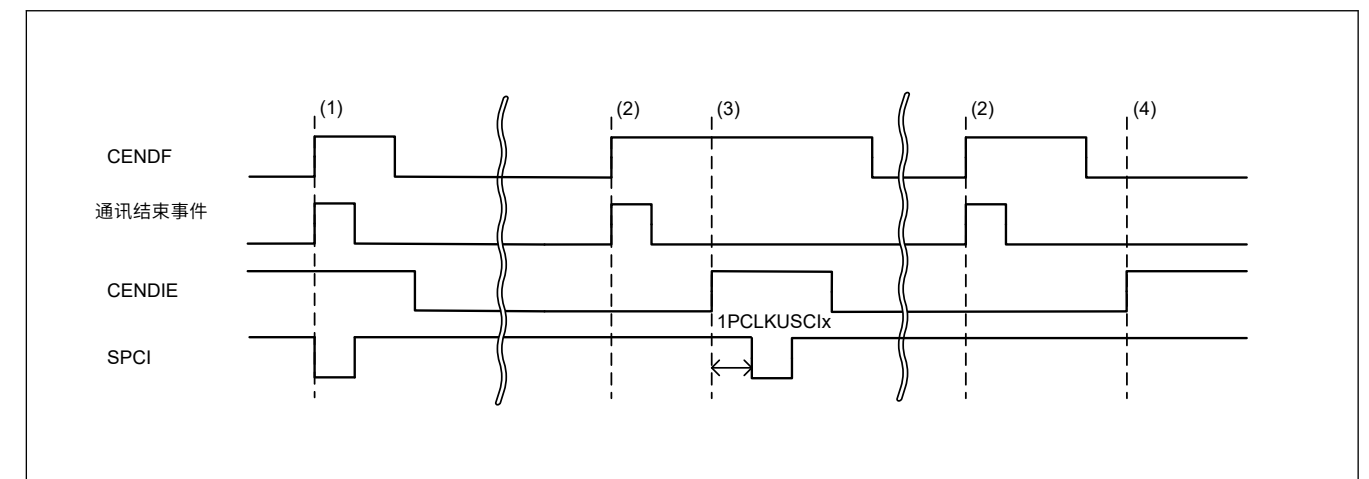 (1)
(2)
(3)
(2)
(4)
CENDF
通讯结束事件
CENDIE
1PCLKUSCIx
SPCI